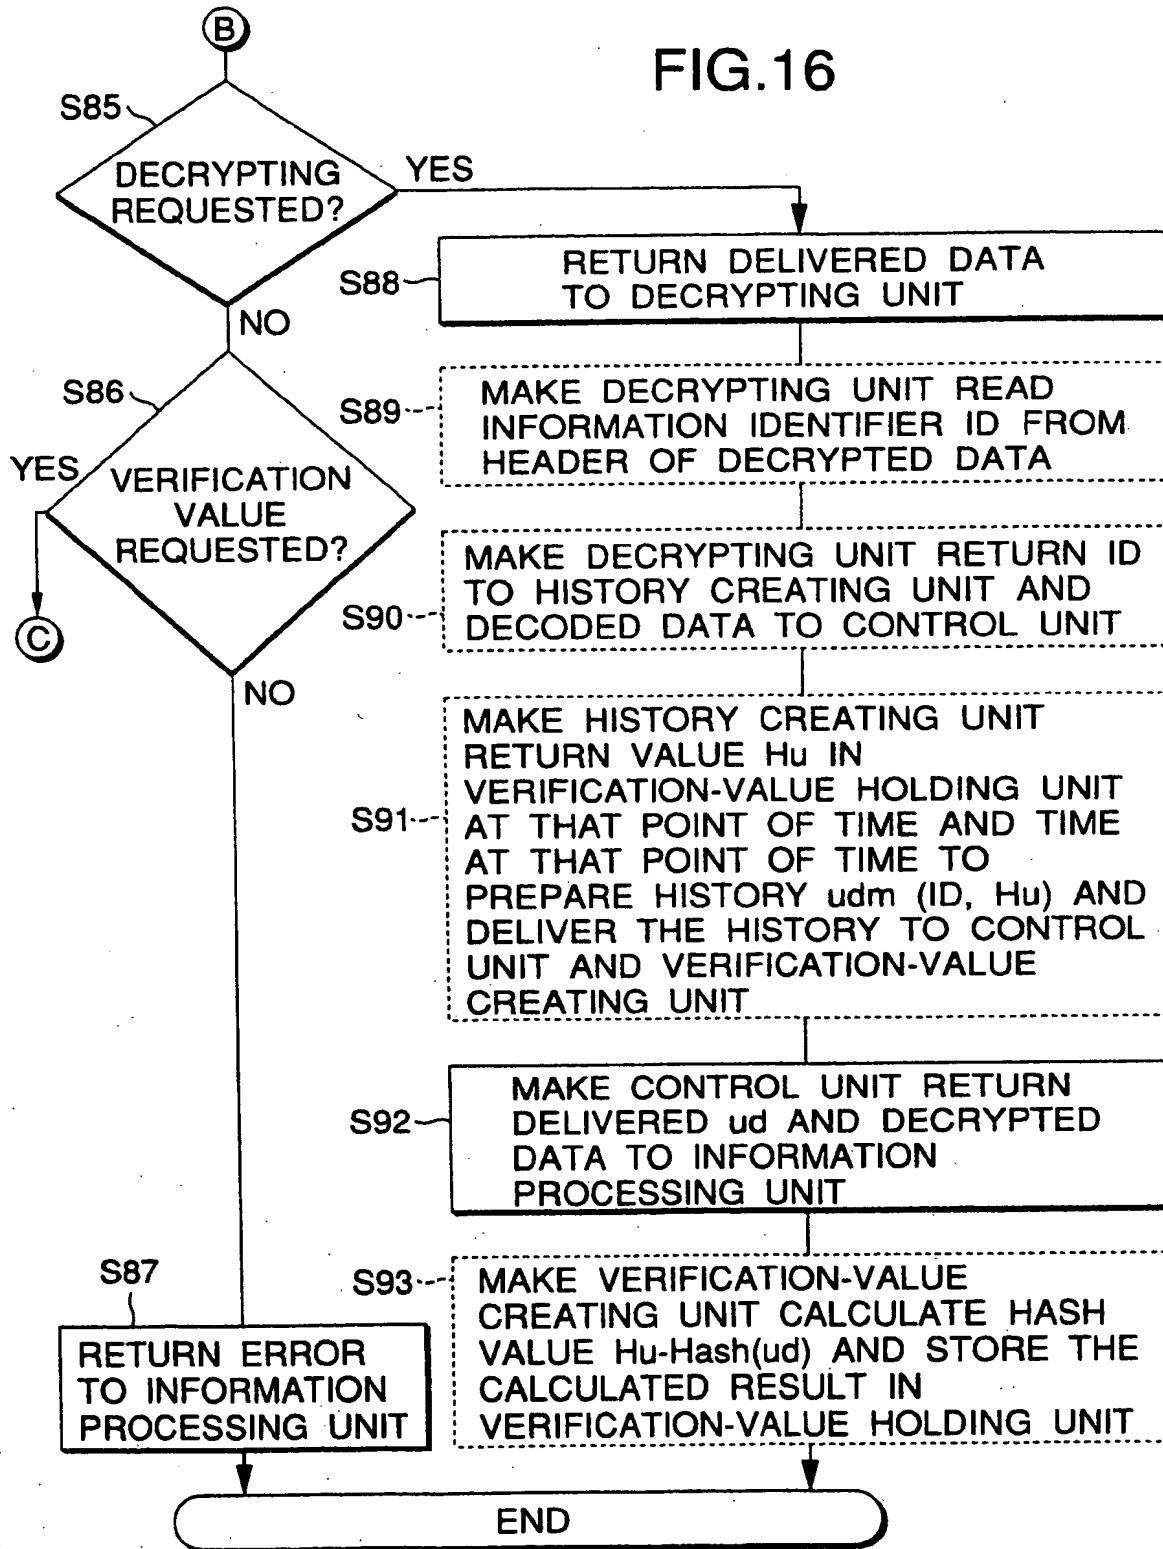 B
FIG.16
S85
DECRYPTING
REQUESTED?
YES
NO
S88
RETURN DELIVERED DATA
TO DECRYPTING UNIT
S86
YES
VERIFICATION
VALUE
REQUESTED?
C
NO
S89
MAKE DECRYPTING UNIT READ
INFORMATION IDENTIFIER ID FROM
HEADER OF DECRYPTED DATA
S90
MAKE DECRYPTING UNIT RETURN ID
TO HISTORY CREATING UNIT AND
DECODED DATA TO CONTROL UNIT
S91
MAKE HISTORY CREATING UNIT
RETURN VALUE Hu IN
VERIFICATION-VALUE HOLDING UNIT
AT THAT POINT OF TIME AND TIME
AT THAT POINT OF TIME TO
PREPARE HISTORY udm (ID, Hu) AND
DELIVER THE HISTORY TO CONTROL
UNIT AND VERIFICATION-VALUE
CREATING UNIT
S92
MAKE CONTROL UNIT RETURN
DELIVERED ud AND DECRYPTED
DATA TO INFORMATION
PROCESSING UNIT
S87
RETURN ERROR
TO INFORMATION
PROCESSING UNIT
S93
MAKE VERIFICATION-VALUE
CREATING UNIT CALCULATE HASH
VALUE Hu-Hash(ud) AND STORE THE
CALCULATED RESULT IN
VERIFICATION-VALUE HOLDING UNIT
END